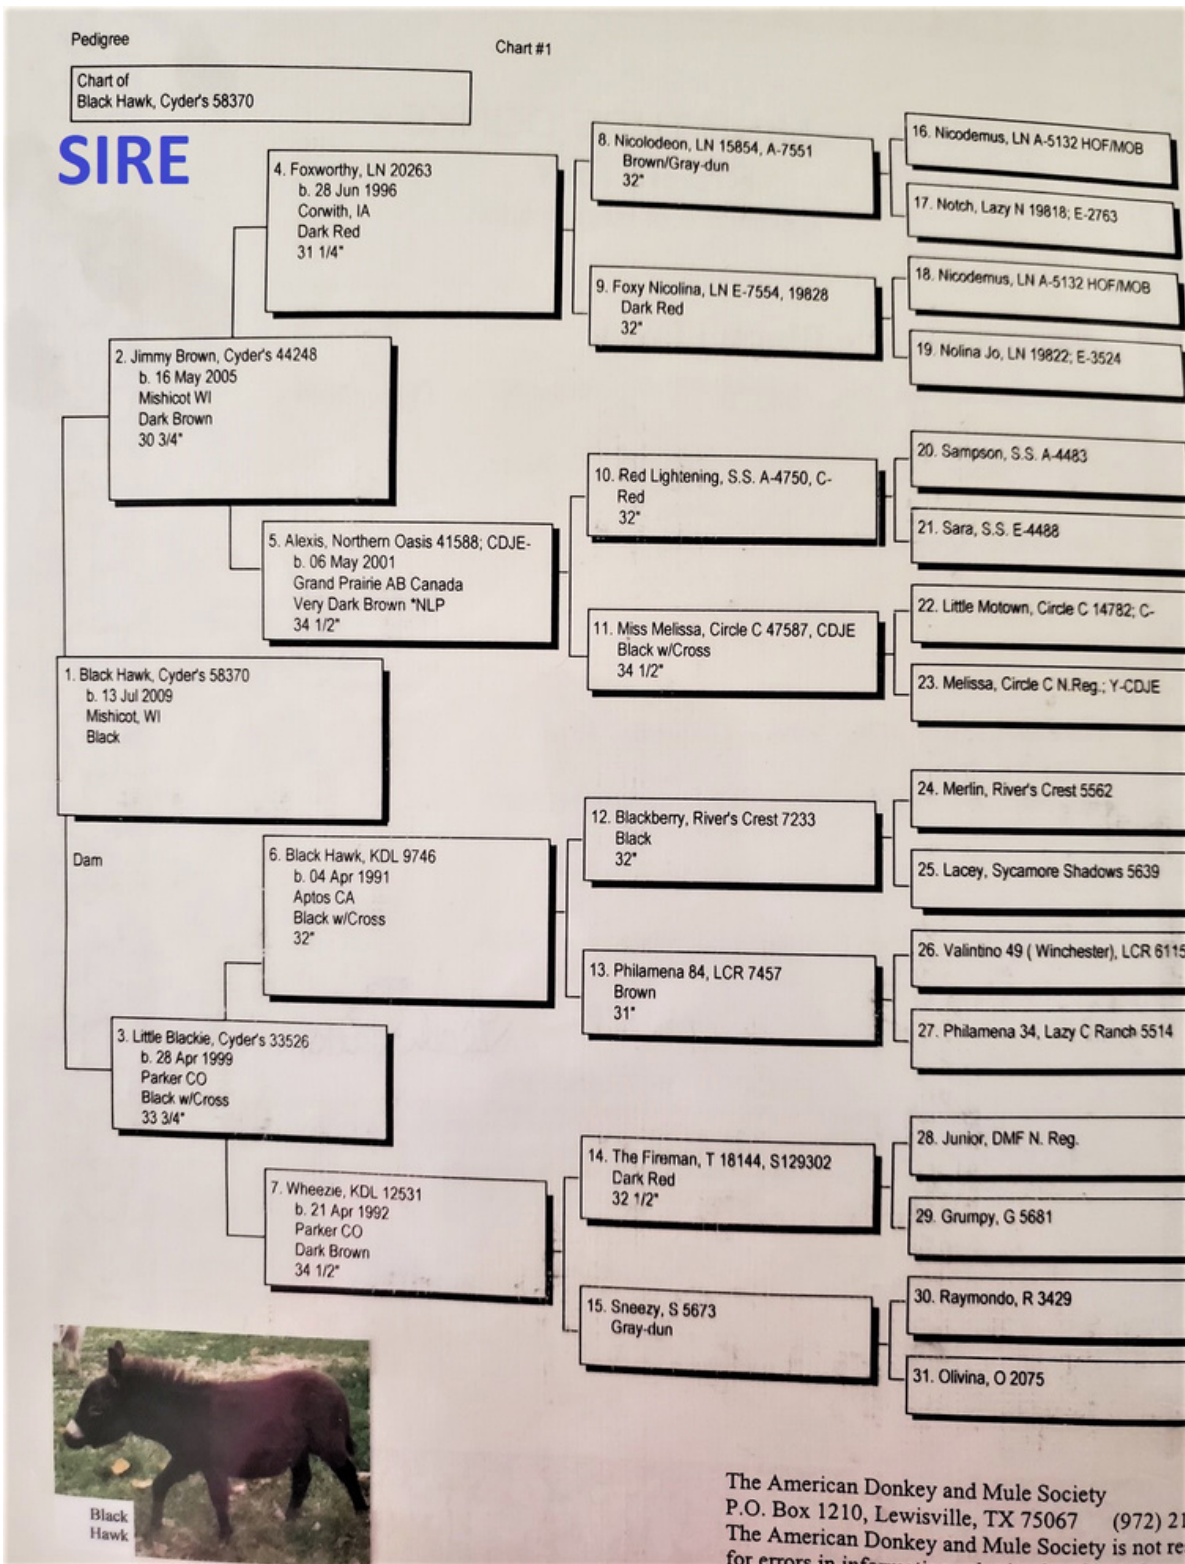 Pedigree
Chart #1
Chart of
Black Hawk, Cyder's 58370
SIRE
4. Foxworthy, LN 20263
b. 28 Jun 1996
Corwith, IA
Dark Red
31 1/4"
8. Nicolodeon, LN 15854, A-7551
Brown/Gray-dun
32"
16. Nicodemus, LN A-5132 HOF/MOB
17. Notch, Lazy N 19818; E-2763
9. Foxy Nicolina, LN E-7554, 19828
Dark Red
32"
18. Nicodemus, LN A-5132 HOF/MOB
19. Nolina Jo, LN 19822; E-3524
2. Jimmy Brown, Cyder's 44248
b. 16 May 2005
Mishicot WI
Dark Brown
30 3/4"
10. Red Lightening, S.S. A-4750, C-
Red
32"
20. Sampson, S.S. A-4483
21. Sara, S.S. E-4488
5. Alexis, Northern Oasis 41588; CDJE-
b. 06 May 2001
Grand Prairie AB Canada
Very Dark Brown *NLP
34 1/2"
11. Miss Melissa, Circle C 47587, CDJE
Black w/Cross
34 1/2"
22. Little Motown, Circle C 14782; C-
23. Melissa, Circle C N.Reg.; Y-CDJE
1. Black Hawk, Cyder's 58370
b. 13 Jul 2009
Mishicot, WI
Black
Dam
6. Black Hawk, KDL 9746
b. 04 Apr 1991
Aptos CA
Black w/Cross
32"
12. Blackberry, River's Crest 7233
Black
32"
24. Merlin, River's Crest 5562
25. Lacey, Sycamore Shadows 5639
13. Philamena 84, LCR 7457
Brown
31"
26. Valintino 49 ( Winchester), LCR 6115
27. Philamena 34, Lazy C Ranch 5514
3. Little Blackie, Cyder's 33526
b. 28 Apr 1999
Parker CO
Black w/Cross
33 3/4"
14. The Fireman, T 18144, S129302
Dark Red
32 1/2"
28. Junior, DMF N. Reg.
29. Grumpy, G 5681
7. Wheezie, KDL 12531
b. 21 Apr 1992
Parker CO
Dark Brown
34 1/2"
15. Sneezy, S 5673
Gray-dun
30. Raymondo, R 3429
31. Olivina, O 2075
Black
Hawk
The American Donkey and Mule Society
P.O. Box 1210, Lewisville, TX 75067 (972) 21
The American Donkey and Mule Society is not re
for errors in